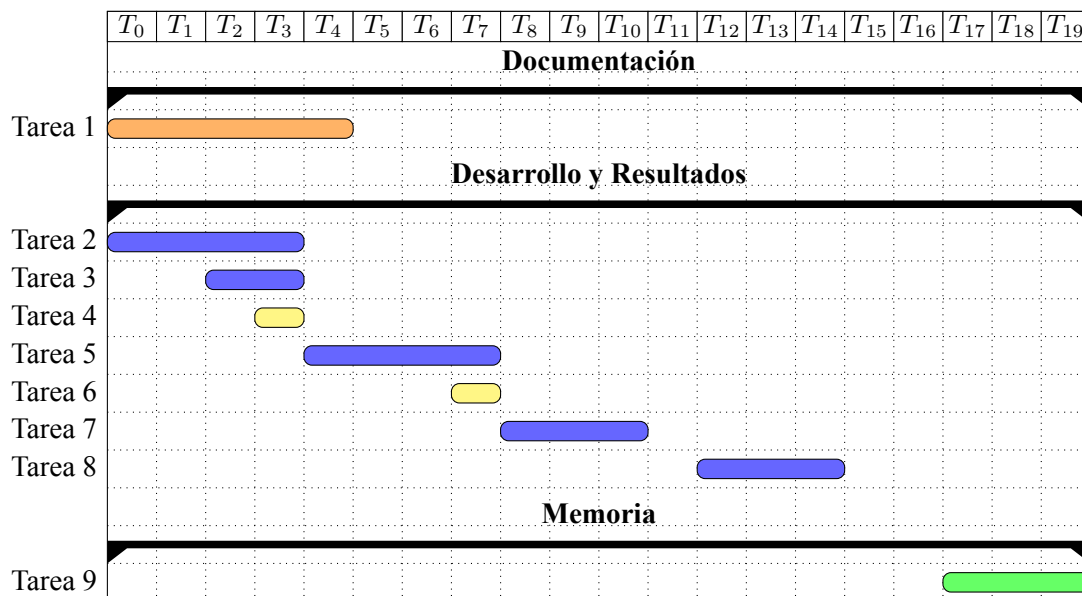 T0 T1 T2 T3 T4 T5 T6 T7 T8 T9 T10 T11 T12 T13 T14 T15 T16 T17 T18 T19
Documentación
Tarea 1
Desarrollo y Resultados
Tarea 2
Tarea 3
Tarea 4
Tarea 5
Tarea 6
Tarea 7
Tarea 8
Memoria
Tarea 9